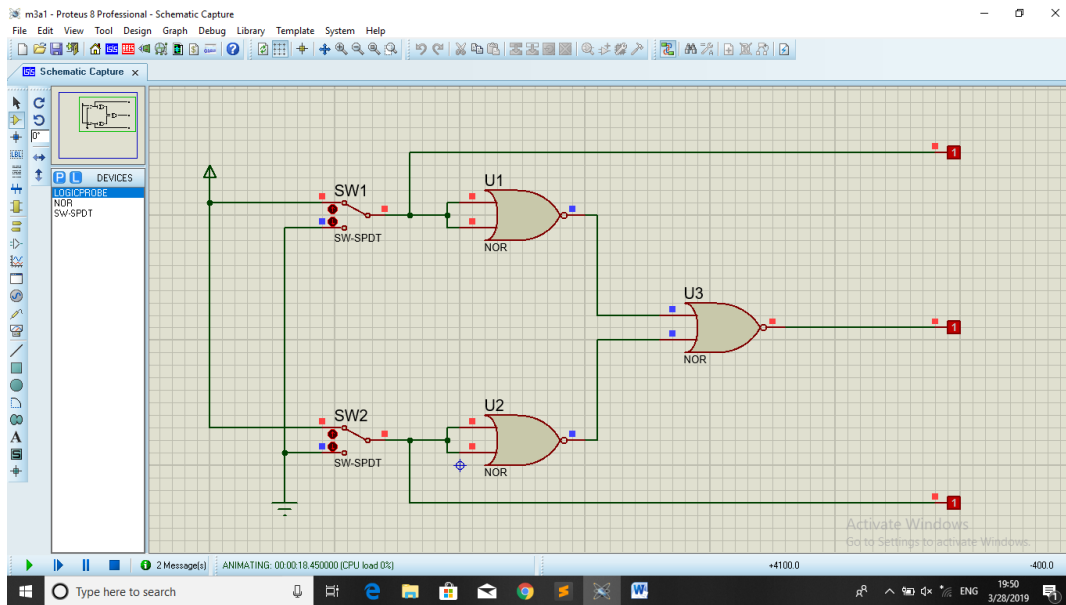 m3a1 - Proteus 8 Professional - Schematic Capture
File Edit View Tool Design Graph Debug Library Template System Help
Schematic Capture x
0°
P L DEVICES
LOGICPROBE
NOR
SW-SPDT
LBL
A
S
SW1
SW-SPDT
U1
NOR
1
U3
NOR
1
SW2
SW-SPDT
U2
NOR
1
Activate Windows
Go to Settings to activate Windows.
2 Message(s) ANIMATING: 00:00:18.450000 (CPU load 0%) +4100.0 -400.0
Type here to search
ENG
19:50
3/28/2019